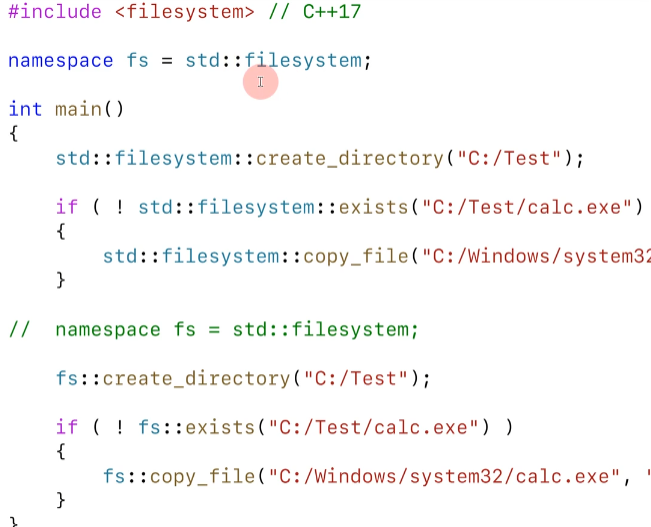 #include <filesystem> // C++17
namespace fs = std::filesystem;
int main()
{
    std::filesystem::create_directory("C:/Test");
    if ( ! std::filesystem::exists("C:/Test/calc.exe")
    {
        std::filesystem::copy_file("C:/Windows/system32
    }
//  namespace fs = std::filesystem;
    fs::create_directory("C:/Test");
    if ( ! fs::exists("C:/Test/calc.exe") )
    {
        fs::copy_file("C:/Windows/system32/calc.exe", "
    }
}